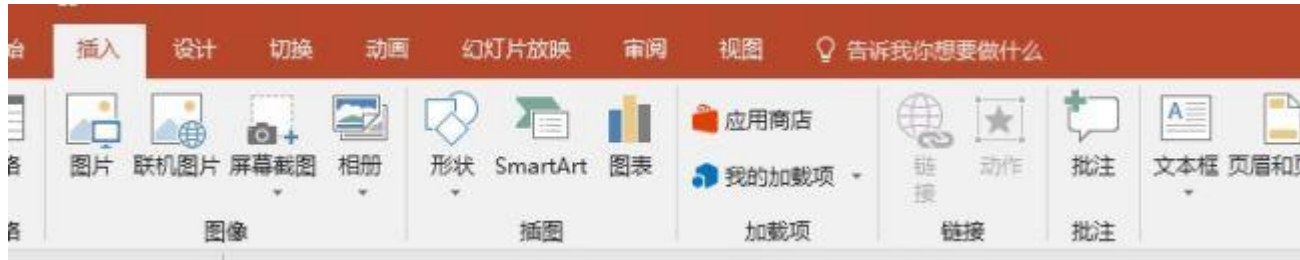 插入 设计 切换 动画 幻灯片放映 审阅 视图 告诉我你想要做什么
图片 联机图片 屏幕截图 相册 形状 SmartArt 图表 应用商店 我的加载项 链接 动作 批注 文本框 页眉和
图像 插图 加载项 链接 批注